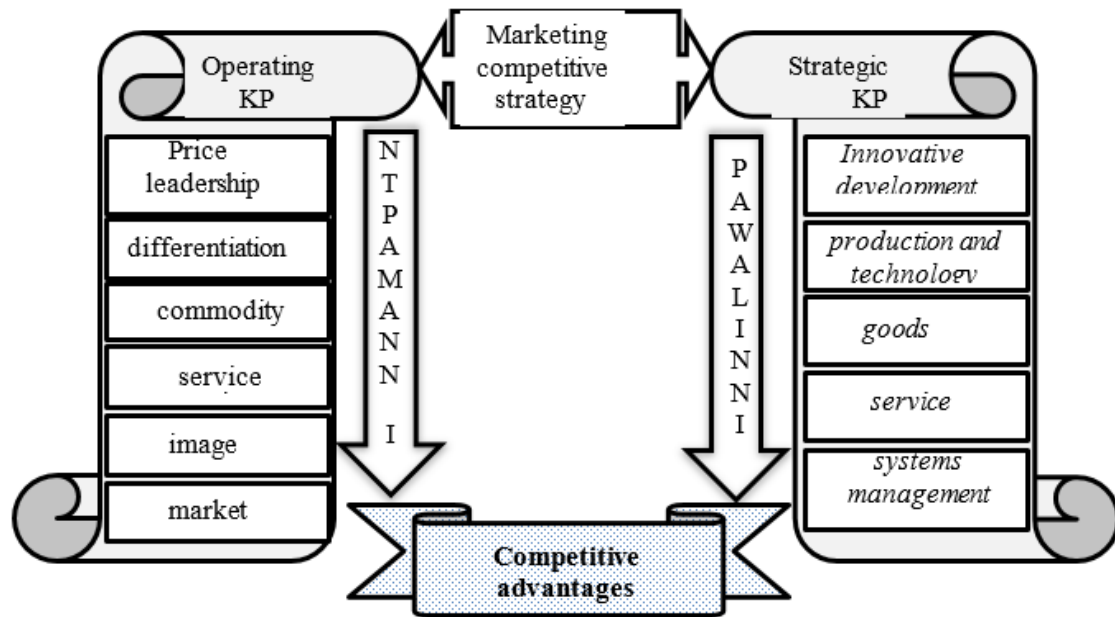 Operating
KP
Marketing
competitive
strategy
Strategic
KP
Price
leadership
differentiation
commodity
service
image
market
N
T
P
A
M
A
N
N
N
I
P
A
W
A
L
I
N
N
I
Innovative
development
production and
technology
goods
service
systems
management
Competitive
advantages